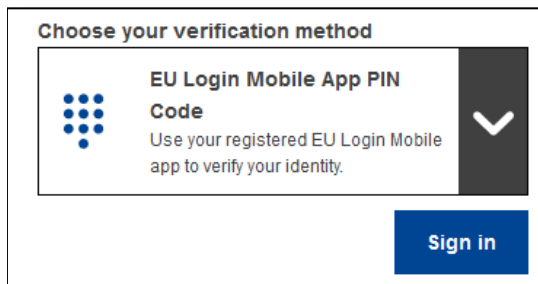 Choose your verification method
EU Login Mobile App PIN
Code
Use your registered EU Login Mobile
app to verify your identity.
Sign in